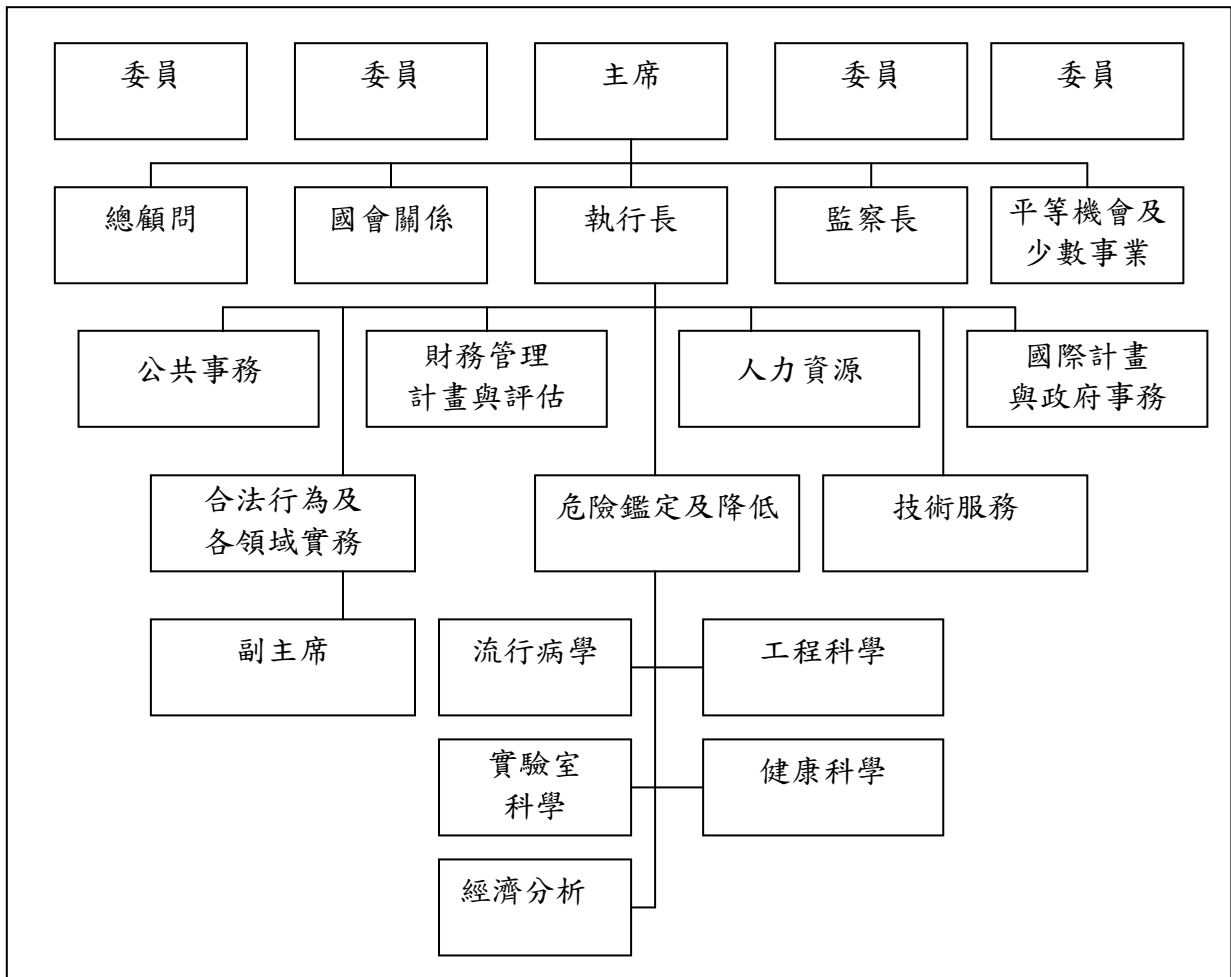 委員
委員
主席
委員
委員
總顧問
國會關係
執行長
監察長
平等機會及
少數事業
公共事務
財務管理
計畫與評估
人力資源
國際計畫
與政府事務
合法行為及
各領域實務
危險鑑定及降低
技術服務
副主席
流行病學
工程科學
實驗室
科學
健康科學
經濟分析